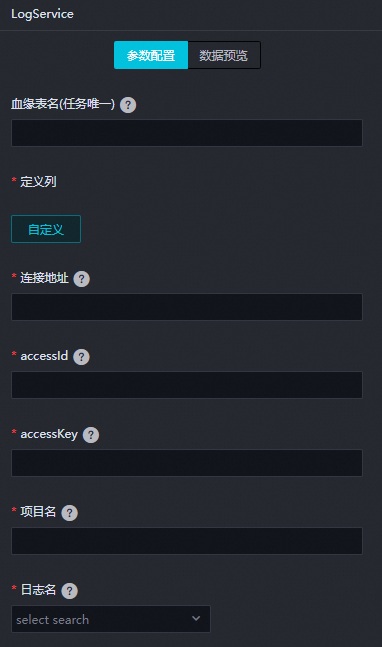 LogService
参数配置 数据预览
血缘表名(任务唯一) ?
* 定义列
自定义
* 连接地址 ?
* accessId ?
* accessKey ?
* 项目名 ?
* 日志名 ?
select search